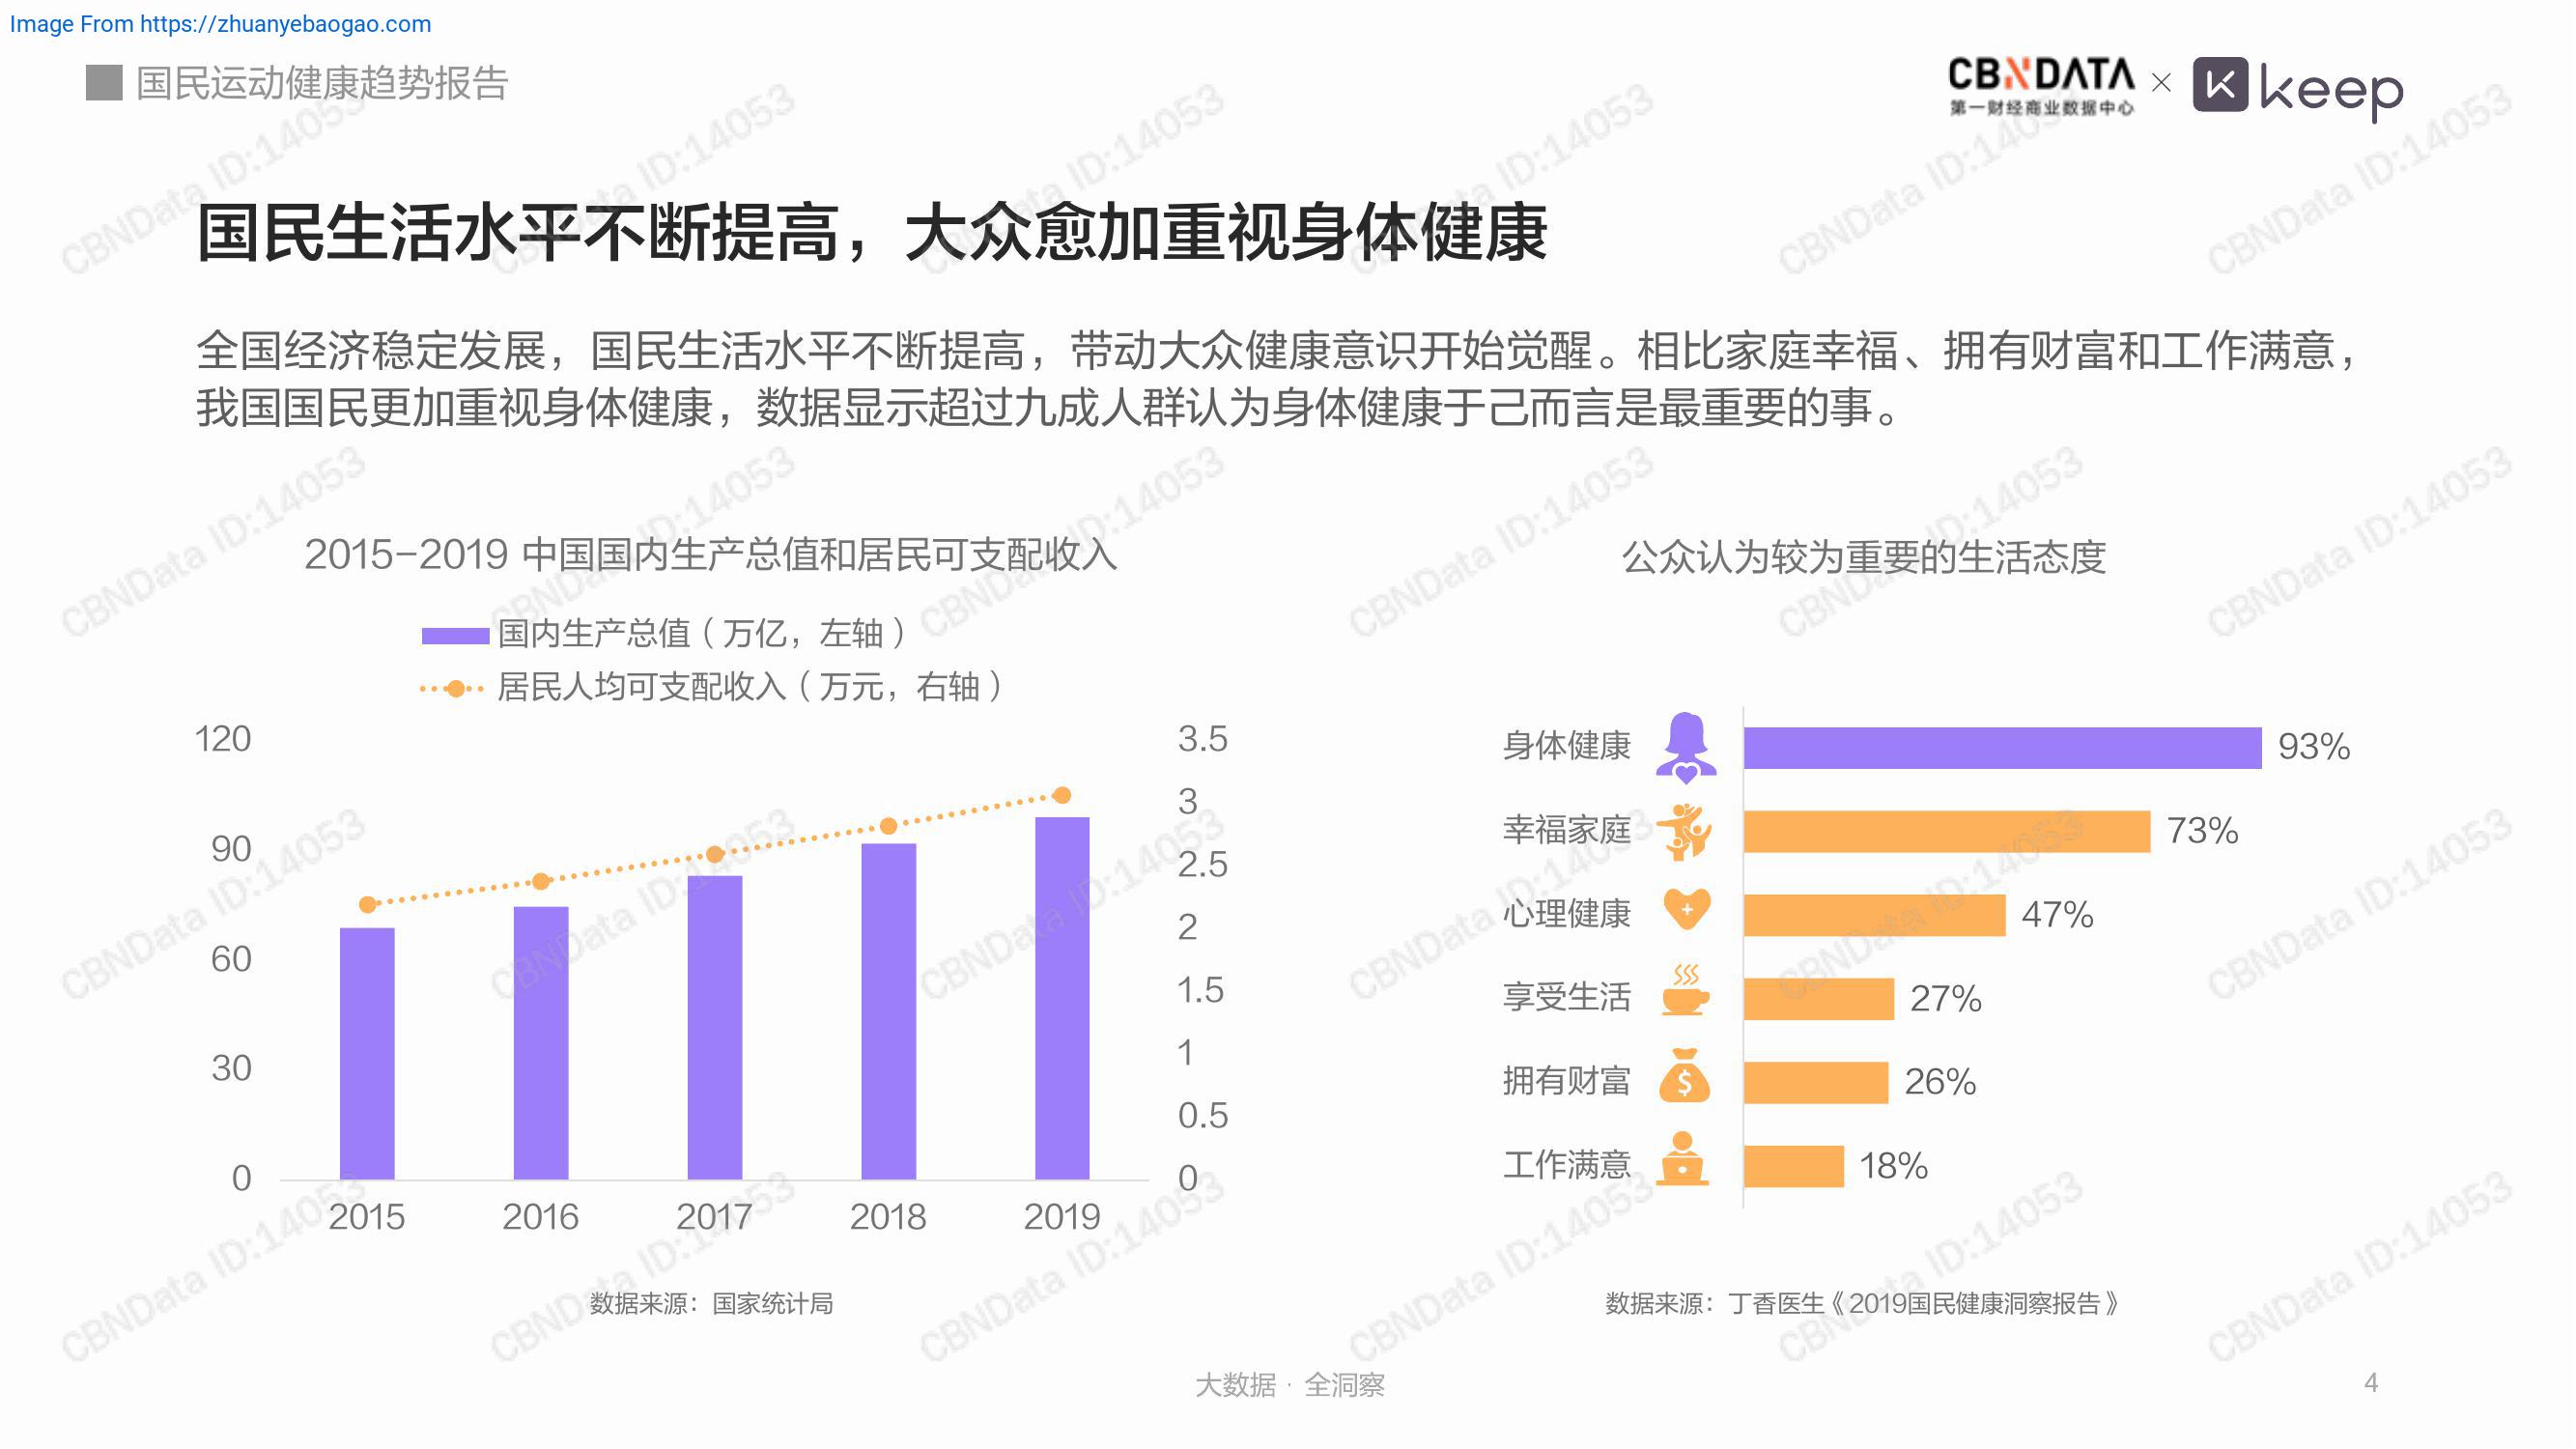 Image From https://zhuanyebaogao.com
国民运动健康趋势报告
CBNDATA × keep
第一财经商业数据中心
国民生活水平不断提高，大众愈加重视身体健康
全国经济稳定发展，国民生活水平不断提高，带动大众健康意识开始觉醒。相比家庭幸福、拥有财富和工作满意，
我国国民更加重视身体健康，数据显示超过九成人群认为身体健康于己而言是最重要的事。
2015-2019 中国国内生产总值和居民可支配收入
国内生产总值（万亿，左轴）
居民人均可支配收入（万元，右轴）
120
90
60
30
0
3.5
3
2.5
2
1.5
1
0.5
0
2015 2016 2017 2018 2019
数据来源：国家统计局
公众认为较为重要的生活态度
身体健康 93%
幸福家庭 73%
心理健康 47%
享受生活 27%
拥有财富 $ 26%
工作满意 18%
数据来源：丁香医生《2019国民健康洞察报告》
大数据 · 全洞察
4
CBNData ID:14053